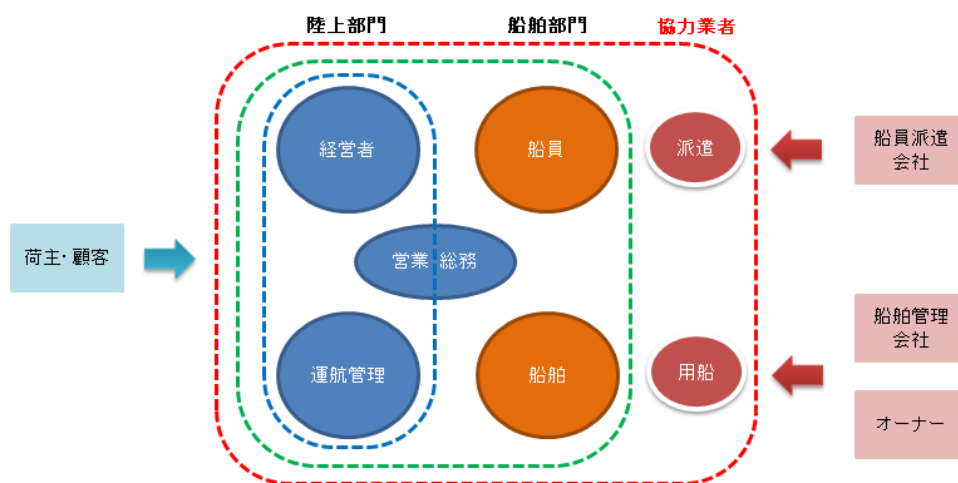 陸上部門
船舶部門
協力業者
経営者
船員
派遣
船員派遣
会社
荷主・顧客
営業・総務
運航管理
船舶
用船
船舶管理
会社
オーナー